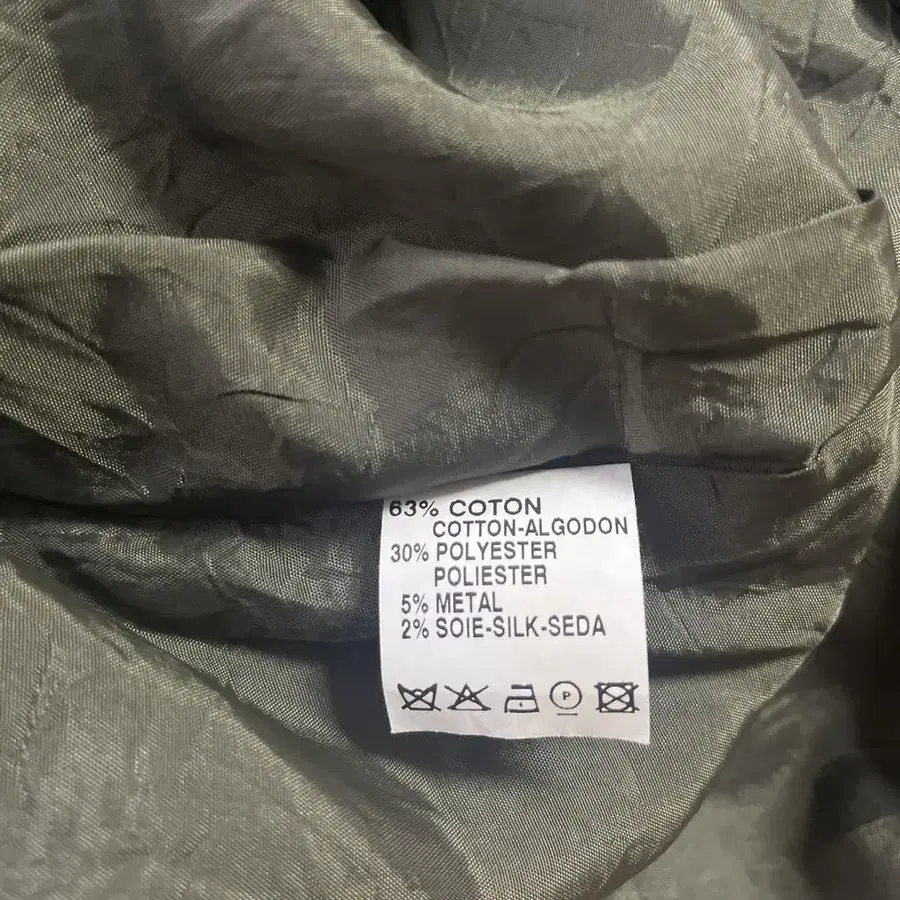 63% COTON
COTTON-ALGODON
30% POLYESTER
POLIESTER
5% METAL
2% SOIE-SILK-SEDA
P